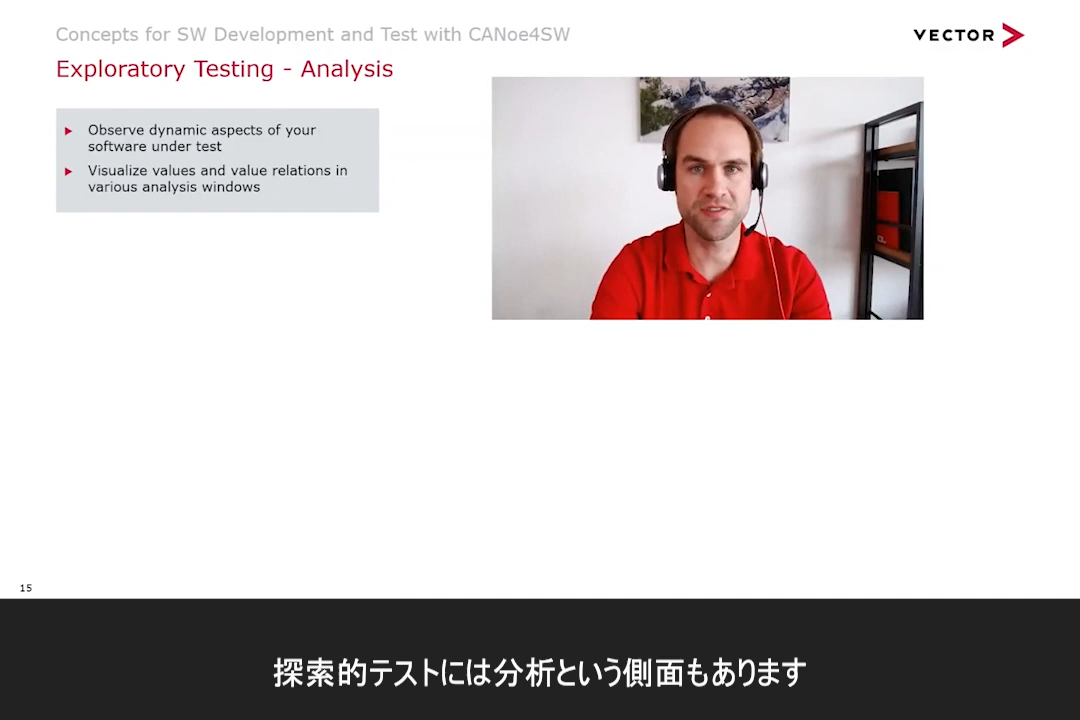 Concepts for SW Development and Test with CANoe4SW
VECTOR
Exploratory Testing - Analysis
Observe dynamic aspects of your
software under test
Visualize values and value relations in
various analysis windows
15
探索的テストには分析という側面もあります